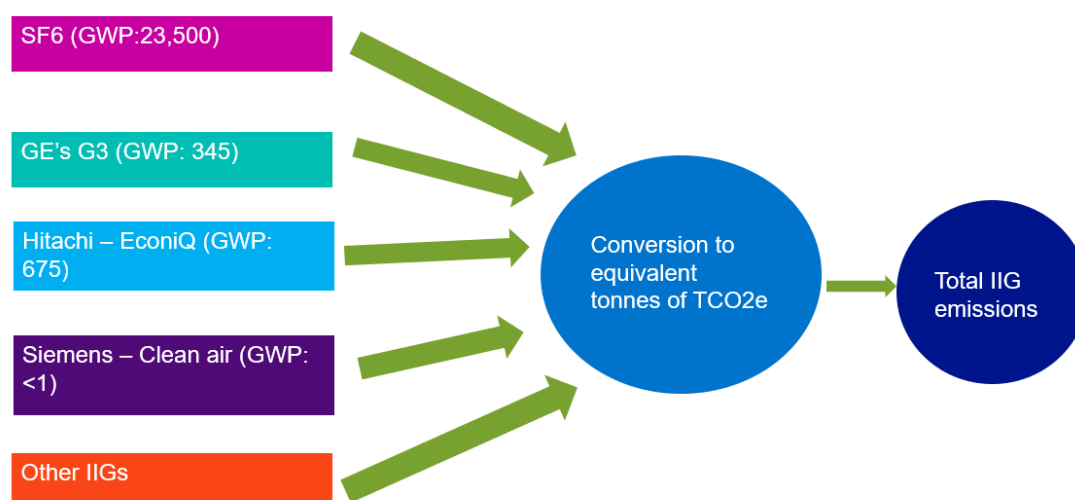 SF6 (GWP:23,500)
GE's G3 (GWP: 345)
Hitachi – EconiQ (GWP:
675)
Siemens – Clean air (GWP:
<1)
Other IIGs
Conversion to
equivalent
tonnes of TCO2e
Total IIG
emissions